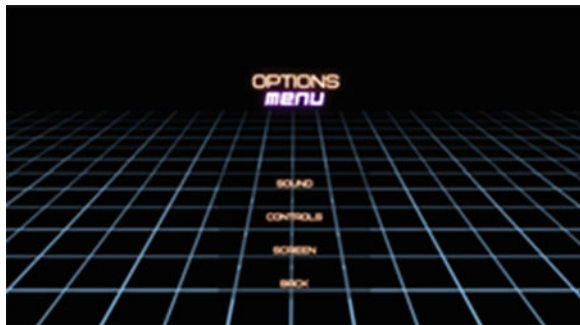 OPTIONS
menu
SOUND
CONTROLS
SCREEN
BACK